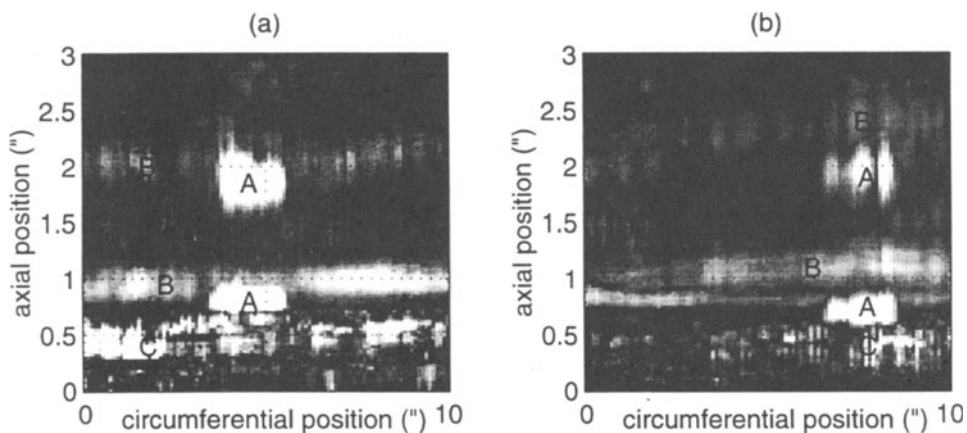 (a)
3
2.5
2
1.5
1
0.5
0
axial position (")
B
A
B
A
C
0
circumferential position (")
10
(b)
3
2.5
2
1.5
1
0.5
0
axial position (")
B
A
B
A
C
0
circumferential position (")
10